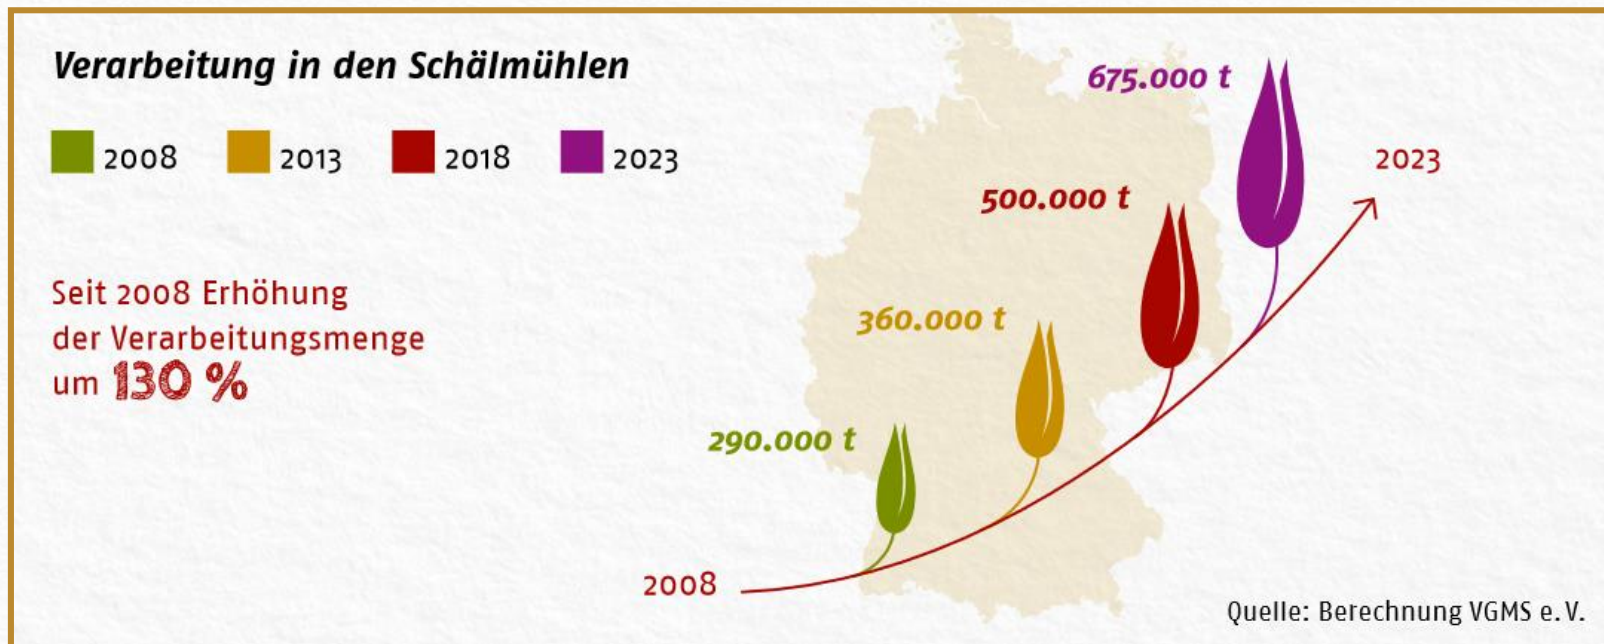 Verarbeitung in den Schälmühlen
2008 2013 2018 2023
Seit 2008 Erhöhung
der Verarbeitungsmenge
um 130 %
675.000 t
2023
500.000 t
360.000 t
290.000 t
2008
Quelle: Berechnung VGMS e. V.